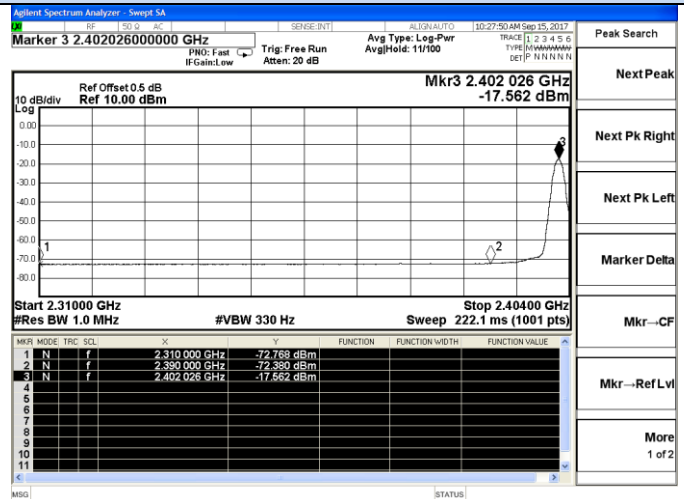 Agilent Spectrum Analyzer - Swept SA
RF 50 Ω AC SENSE:INT ALIGN AUTO 10:27:50 AM Sep 15, 2017
Marker 3 2.402026000000 GHz
PNO: Fast
IFGain:Low
Trig: Free Run
Atten: 20 dB
Avg Type: Log-Pwr
Avg|Hold: 11/100
TRACE 1 2 3 4 5 6
TYPE M
DET P N N N N N
Peak Search
Ref Offset 0.5 dB
10 dB/div Ref 10.00 dBm
Log
Mkr3 2.402 026 GHz
-17.562 dBm
0.00
-10.0
-20.0
-30.0
-40.0
-50.0
-60.0
-70.0
-80.0
1
2
3
Start 2.31000 GHz
Stop 2.40400 GHz
#Res BW 1.0 MHz #VBW 330 Hz Sweep 222.1 ms (1001 pts)
MKR MODE TRC SCL X Y FUNCTION FUNCTION WIDTH FUNCTION VALUE
1 N f 2.310 000 GHz -72.768 dBm
2 N f 2.390 000 GHz -72.380 dBm
3 N f 2.402 026 GHz -17.562 dBm
4
5
6
7
8
9
10
11
MSG STATUS
Next Peak
Next Pk Right
Next Pk Left
Marker Delta
Mkr→CF
Mkr→Ref Lvl
More
1 of 2